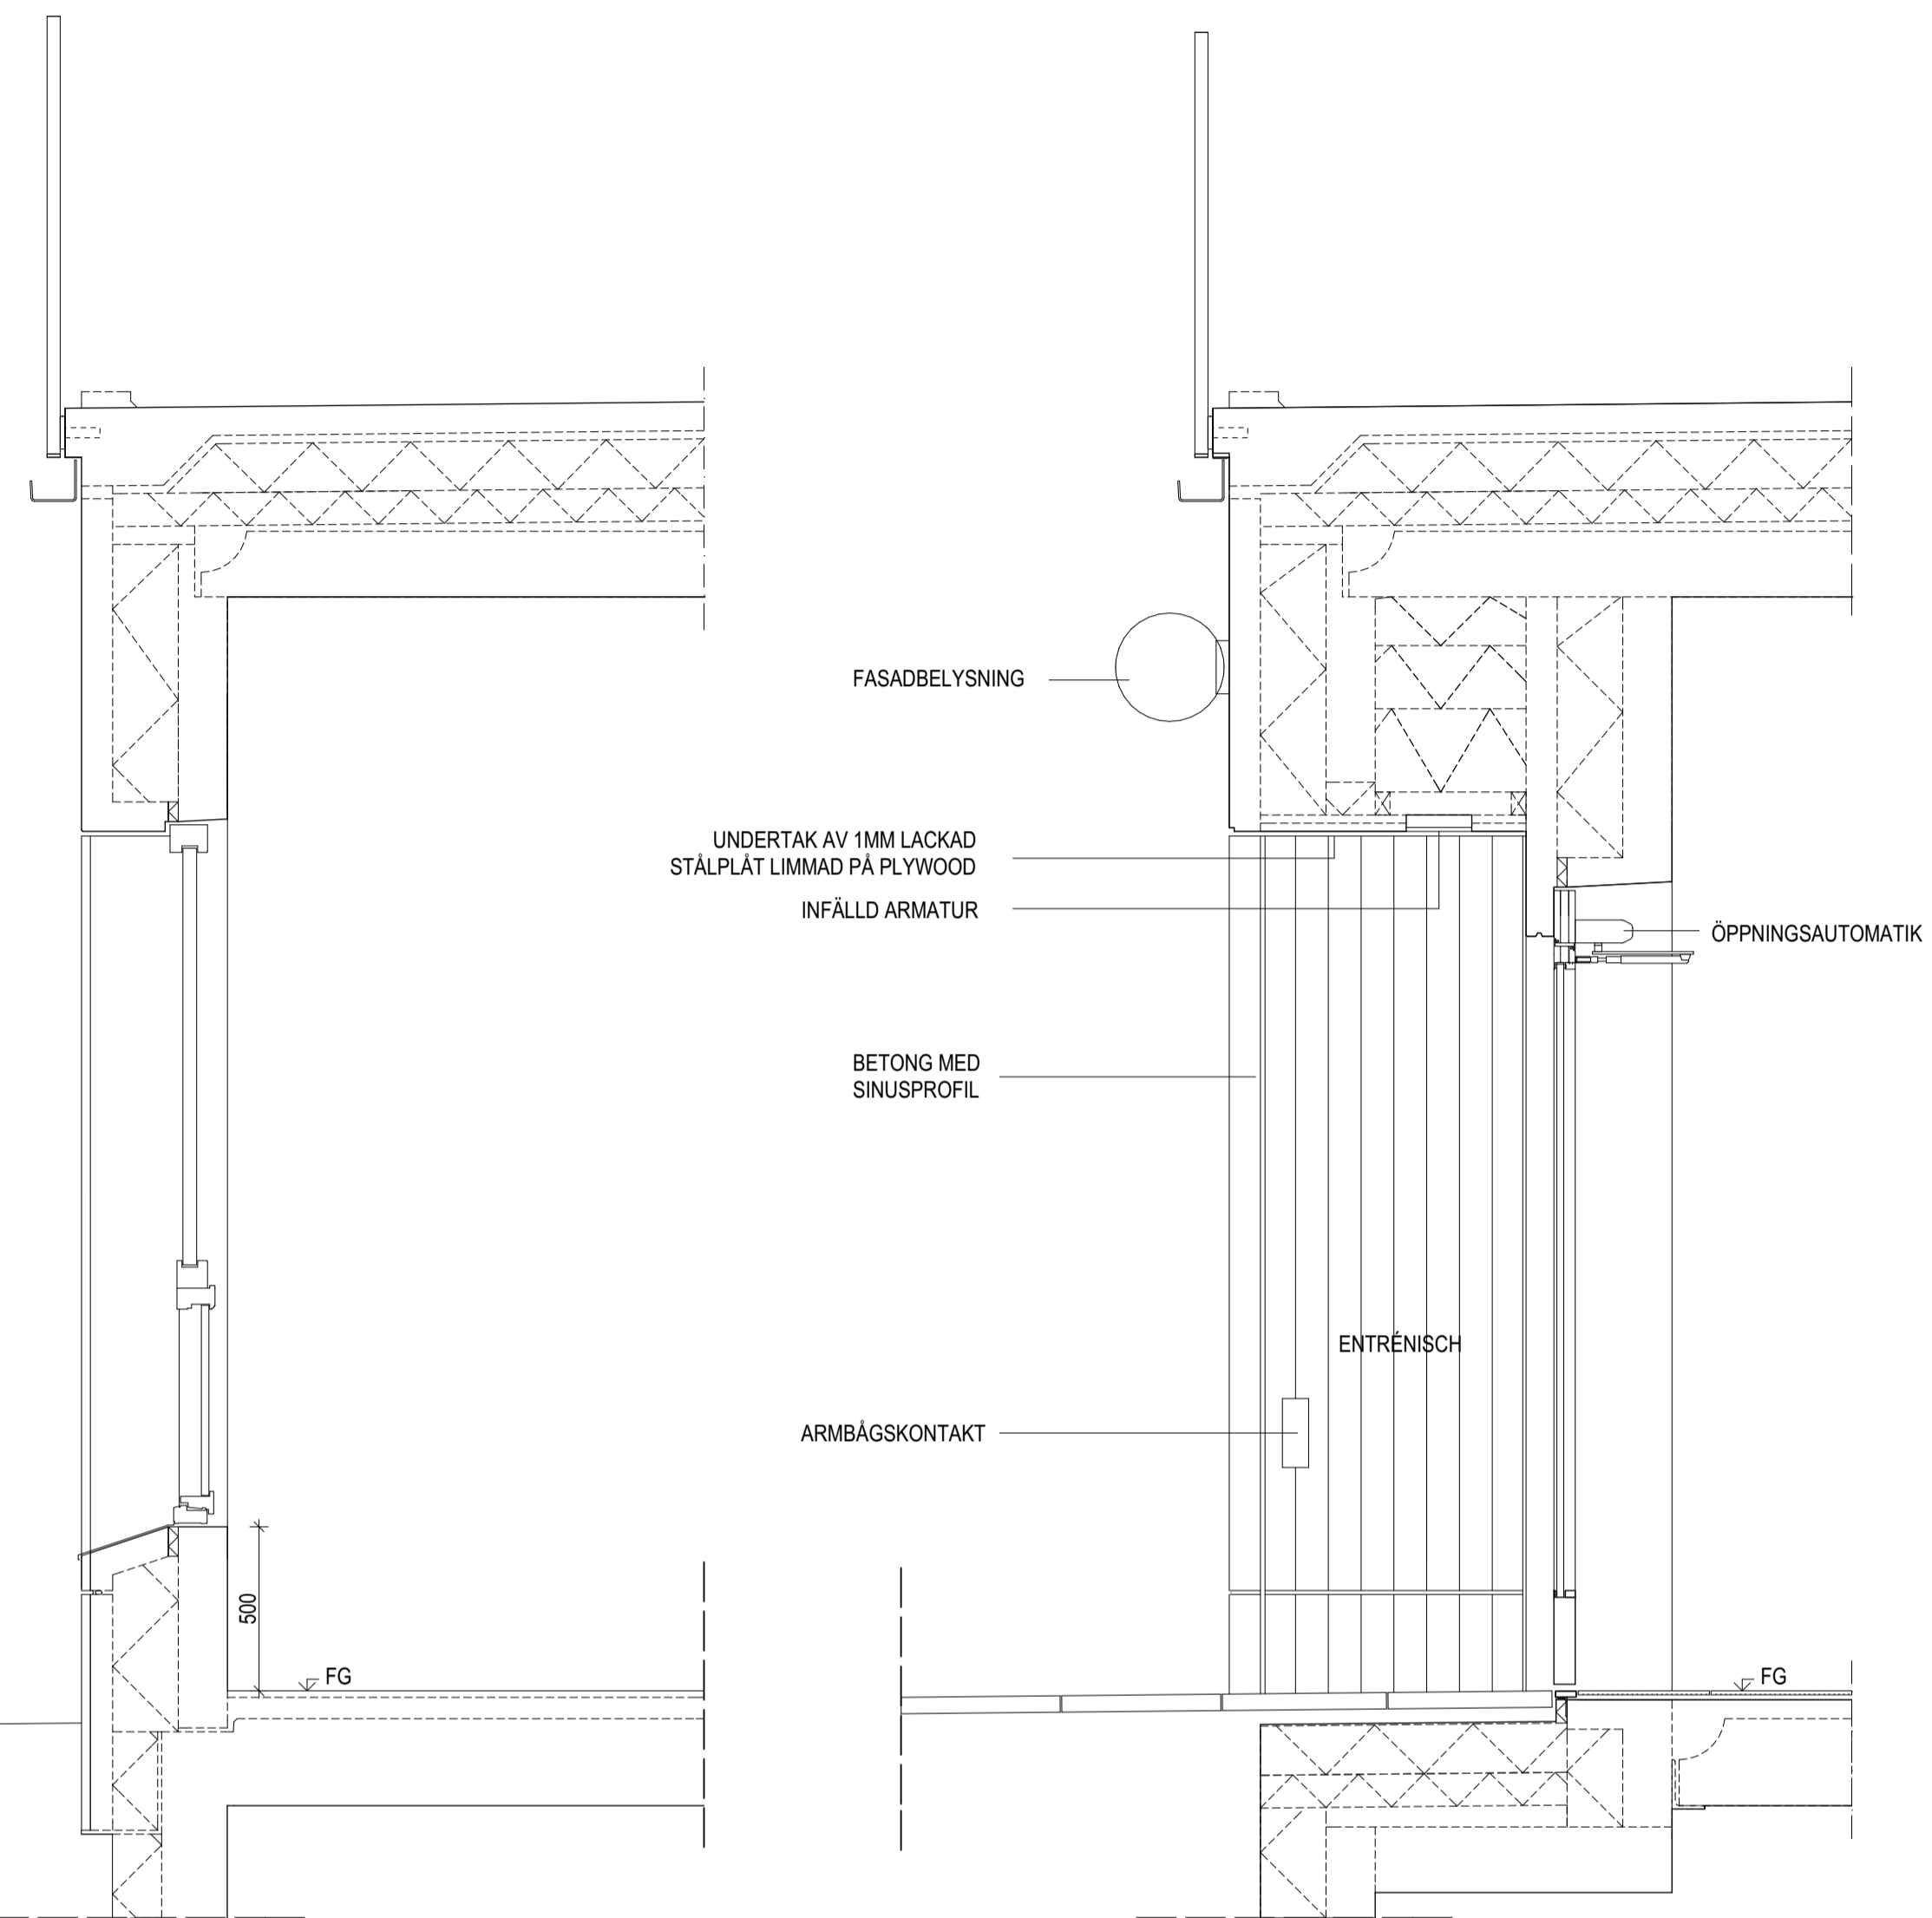 FASADBELYSNING
UNDERTAK AV 1MM LACKAD
STÅLPLÅT LIMMAD PÅ PLYWOOD
INFÄLLD ARMATUR
ÖPPNINGSAUTOMATIK
BETONG MED
SINUSPROFIL
ENTRÉNISCH
ARMBÅGSKONTAKT
500
FG
FG